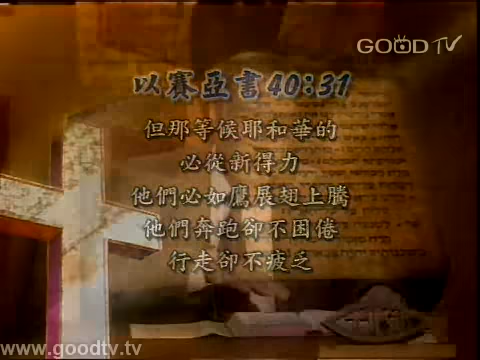 GOOD TV
以賽亞書40:31
但那等候耶和華的
必從新得力
他們必如鷹展翅上騰
他們奔跑卻不困倦
行走卻不疲乏
www.goodtv.tv